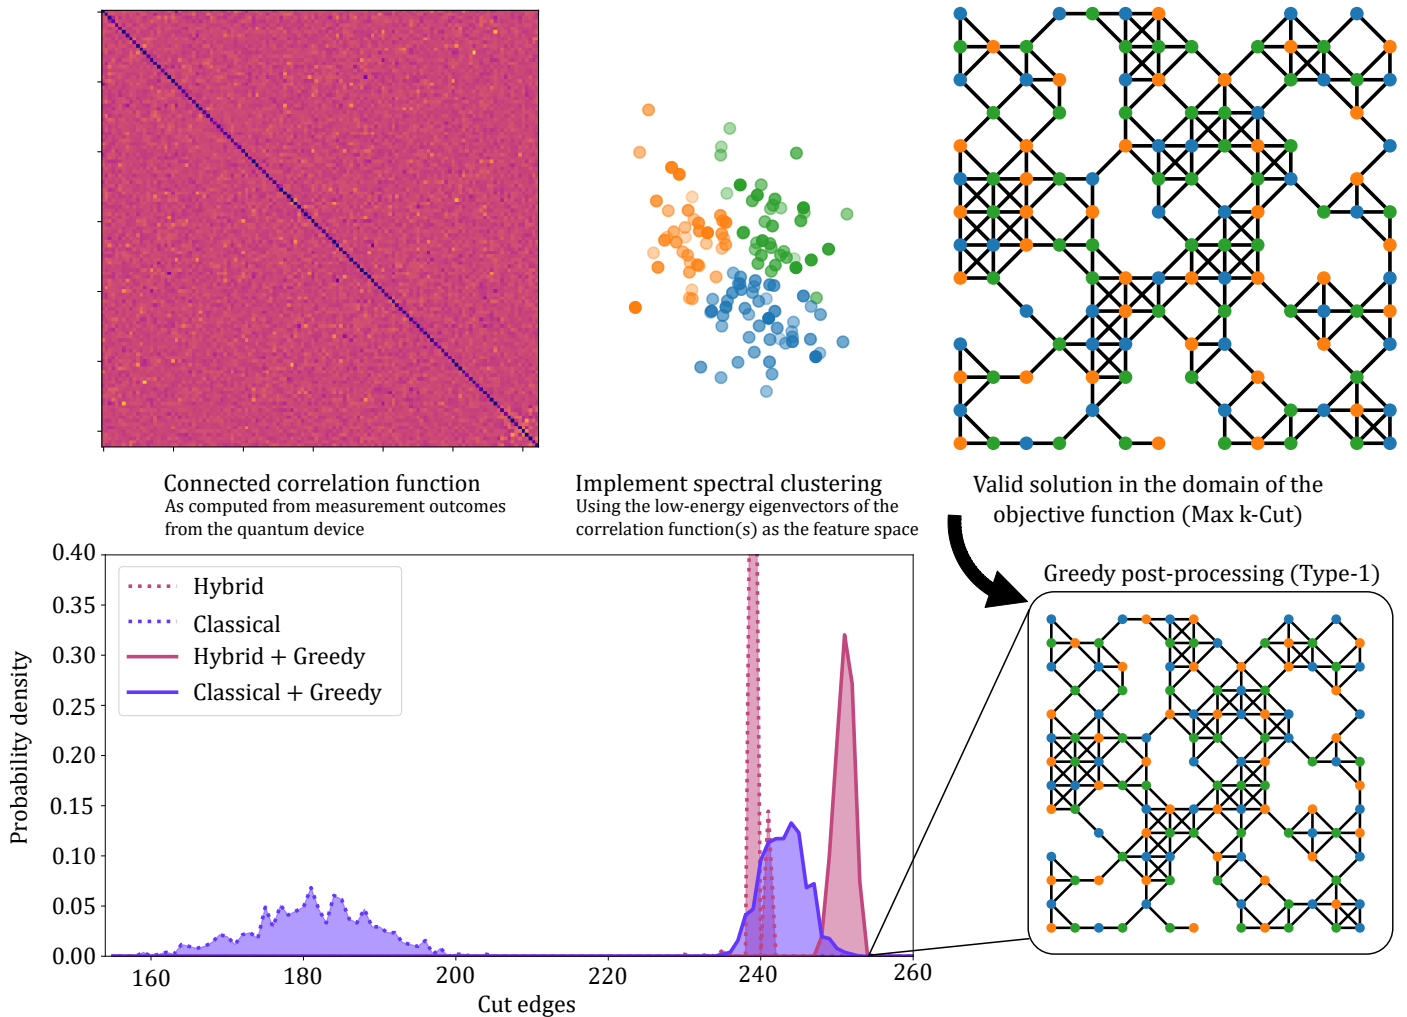 Connected correlation function
As computed from measurement outcomes
from the quantum device
Implement spectral clustering
Using the low-energy eigenvectors of the
correlation function(s) as the feature space
Valid solution in the domain of the
objective function (Max k-Cut)
Greedy post-processing (Type-1)
0.40
0.35
0.30
0.25
0.20
0.15
0.10
0.05
0.00
Probability density
Hybrid
Classical
Hybrid + Greedy
Classical + Greedy
160
180
200
220
240
260
Cut edges